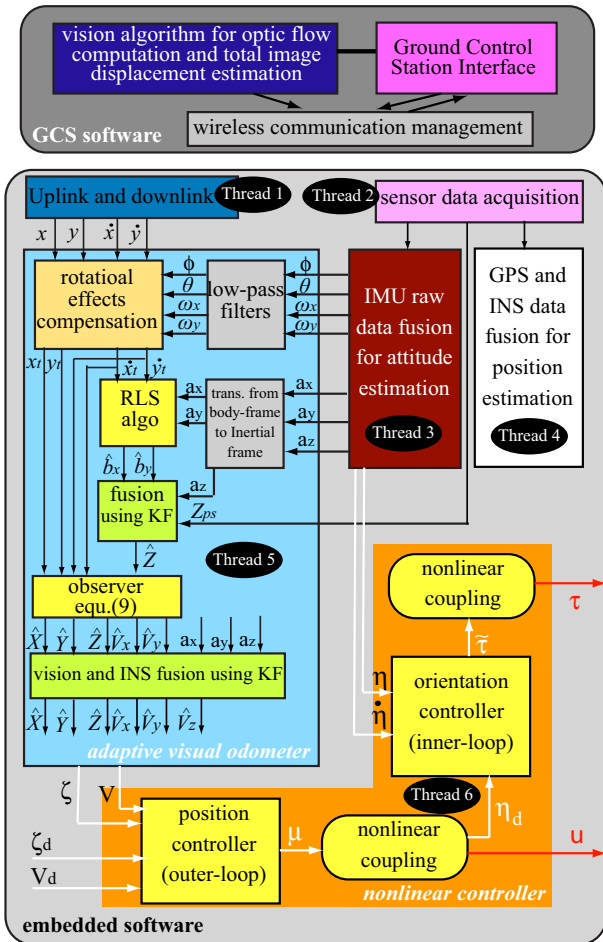 vision algorithm for optic flow
computation and total image
displacement estimation
Ground Control
Station Interface
wireless communication management
GCS software
Uplink and downlink
Thread 1
Thread 2
sensor data acquisition
x y ẋ ẏ
rotatioal
effects
compensation
ϕ
θ
ωx
ωy
low-pass
filters
ϕ
θ
ωx
ωy
IMU raw
data fusion
for attitude
estimation
Thread 3
GPS and
INS data
fusion for
position
estimation
Thread 4
xt yt ẋt ẏt
RLS
algo
ax
ay
trans. from
body-frame
to Inertial
frame
ax
ay
az
b̂x b̂y
fusion
using KF
az
Zps
Ẑ
Thread 5
observer
equ.(9)
X̂ Ŷ Ẑ V̂x V̂y ax ay az
vision and INS fusion using KF
X̂ Ŷ Ẑ V̂x V̂y V̂z
adaptive visual odometer
nonlinear
coupling
τ
τ̃
η
η̇
orientation
controller
(inner-loop)
Thread 6
ηd
ζ
V
ζd
Vd
position
controller
(outer-loop)
μ
nonlinear
coupling
u
nonlinear controller
embedded software